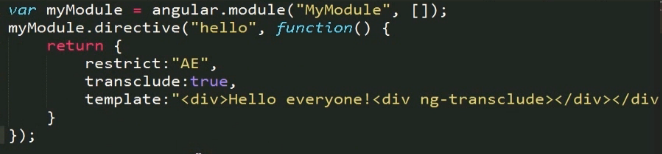 var myModule = angular.module("MyModule", []);
myModule.directive("hello", function() {
    return {
        restrict:"AE",
        transclude:true,
        template:"<div>Hello everyone!<div ng-transclude></div></div
    }
});